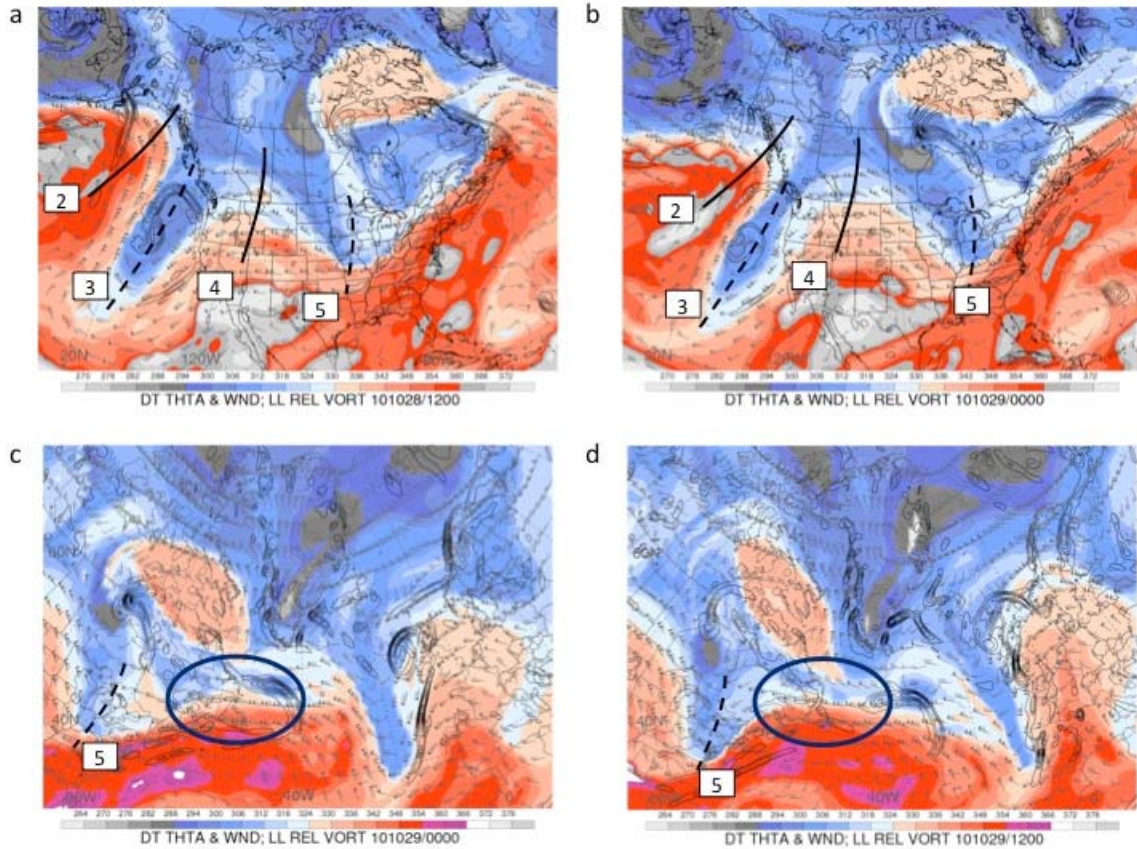 a
b
2
3
4
5
20N
120W
270 276 282 288 294 300 306 312 318 324 330 336 342 348 354 360 366 372
DT THTA & WND; LL REL VORT 101028/1200
2
3
4
5
20N
270 276 282 288 294 300 306 312 318 324 330 336 342 348 354 360 366 372
DT THTA & WND; LL REL VORT 101029/0000
c
d
60N
40N
5
40W
264 270 276 282 288 294 300 306 312 318 324 330 336 342 348 354 360 366 372 378
DT THTA & WND; LL REL VORT 101029/0000
60N
40N
5
40W
264 270 276 282 288 294 300 306 312 318 324 330 336 342 348 354 360 366 372 378
DT THTA & WND; LL REL VORT 101029/1200